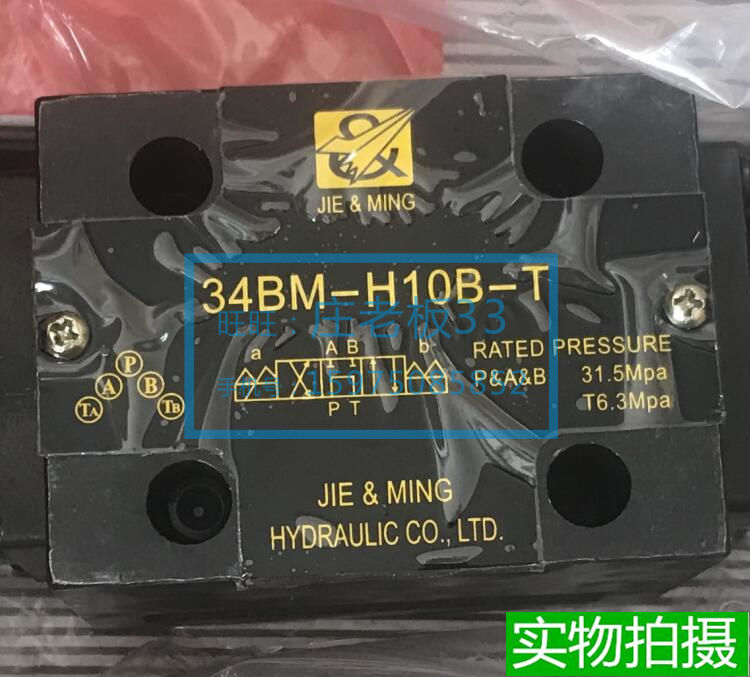 JIE & MING
34BM-H10B-T
旺旺:庄老板33
a
A B
b
RATED PRESSURE
P&A&B 31.5Mpa
T6.3Mpa
P T
P
A
B
TA
TB
JIE & MING
HYDRAULIC CO., LTD.
实物拍摄